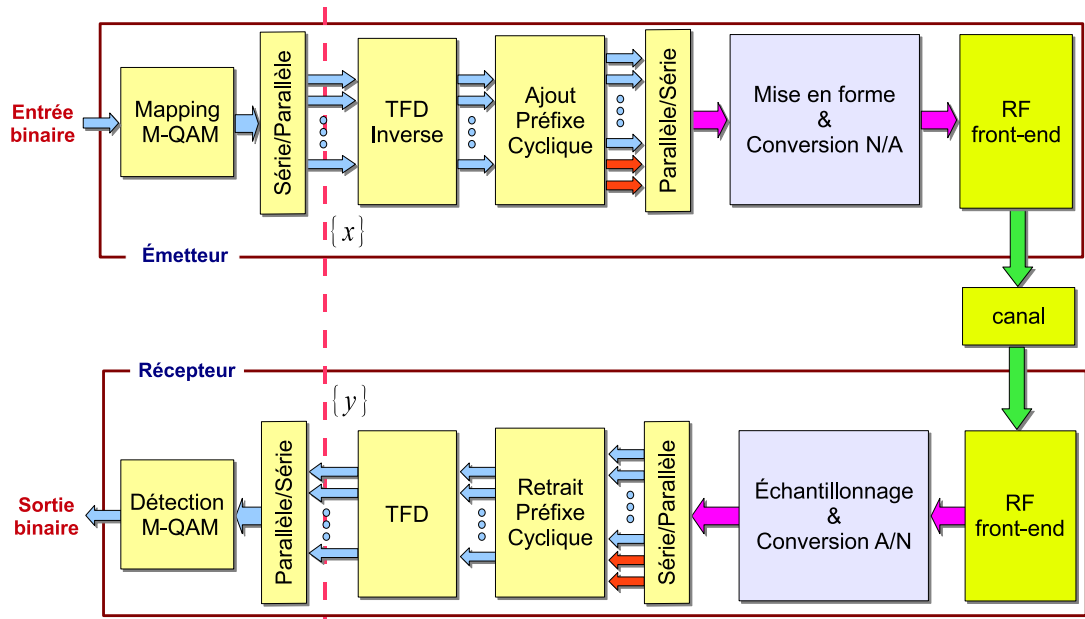 Entrée
binaire
Mapping
M-QAM
Série/Parallèle
TFD
Inverse
Ajout
Préfixe
Cyclique
Parallèle/Série
Mise en forme
&
Conversion N/A
RF
front-end
{x}
Émetteur
canal
Récepteur
{y}
Sortie
binaire
Détection
M-QAM
Parallèle/Série
TFD
Retrait
Préfixe
Cyclique
Série/Parallèle
Échantillonnage
&
Conversion A/N
RF
front-end